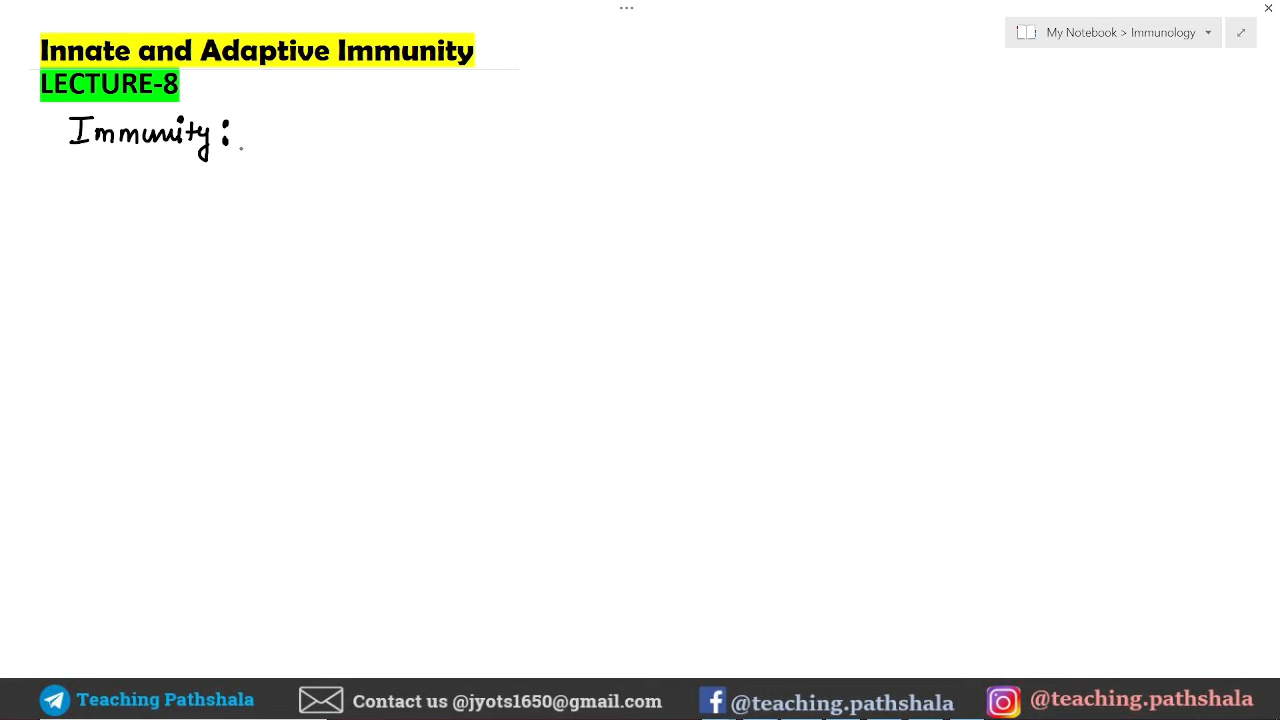 Innate and Adaptive Immunity
My Notebook > Immunology
LECTURE-8
Immunity:
Teaching Pathshala
Contact us @jyots1650@gmail.com
@teaching.pathshala
@teaching.pathshala